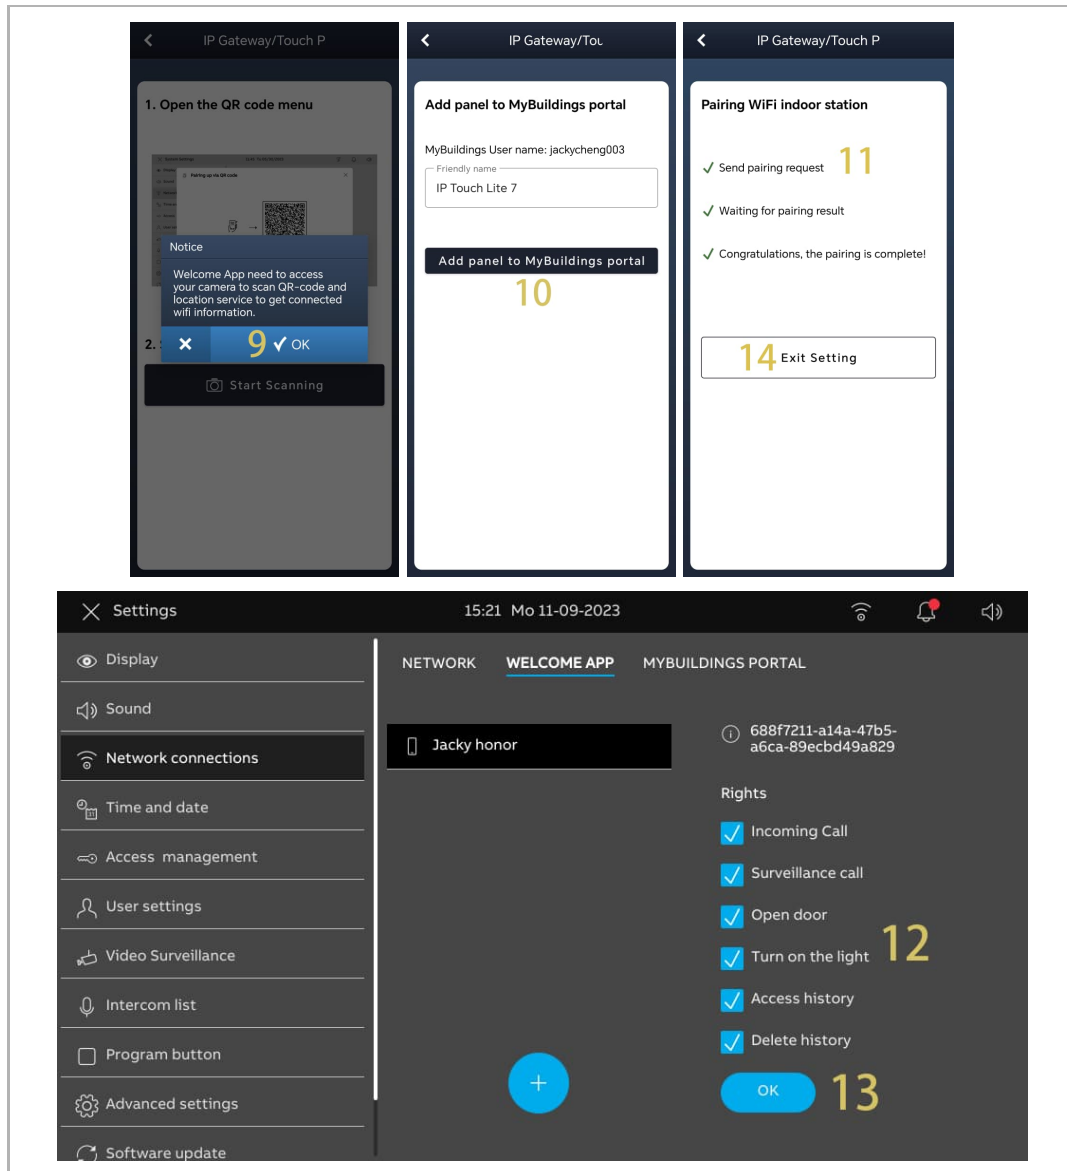 IP Gateway/Touch P
1. Open the QR code menu
Pairing up via QR code
Notice
Welcome App need to access
your camera to scan QR-code and
location service to get connected
wifi information.
2.
9 OK
Start Scanning
IP Gateway/Tou
Add panel to MyBuildings portal
MyBuildings User name: jackycheng003
Friendly name
IP Touch Lite 7
Add panel to MyBuildings portal
10
IP Gateway/Touch P
Pairing WiFi indoor station
Send pairing request 11
Waiting for pairing result
Congratulations, the pairing is complete!
14 Exit Setting
Settings
15:21 Mo 11-09-2023
Display
Sound
Network connections
Time and date
Access management
User settings
Video Surveillance
Intercom list
Program button
Advanced settings
Software update
NETWORK WELCOME APP MYBUILDINGS PORTAL
Jacky honor
688f7211-a14a-47b5-
a6ca-89ecbd49a829
Rights
Incoming Call
Surveillance call
Open door
Turn on the light 12
Access history
Delete history
OK 13
+